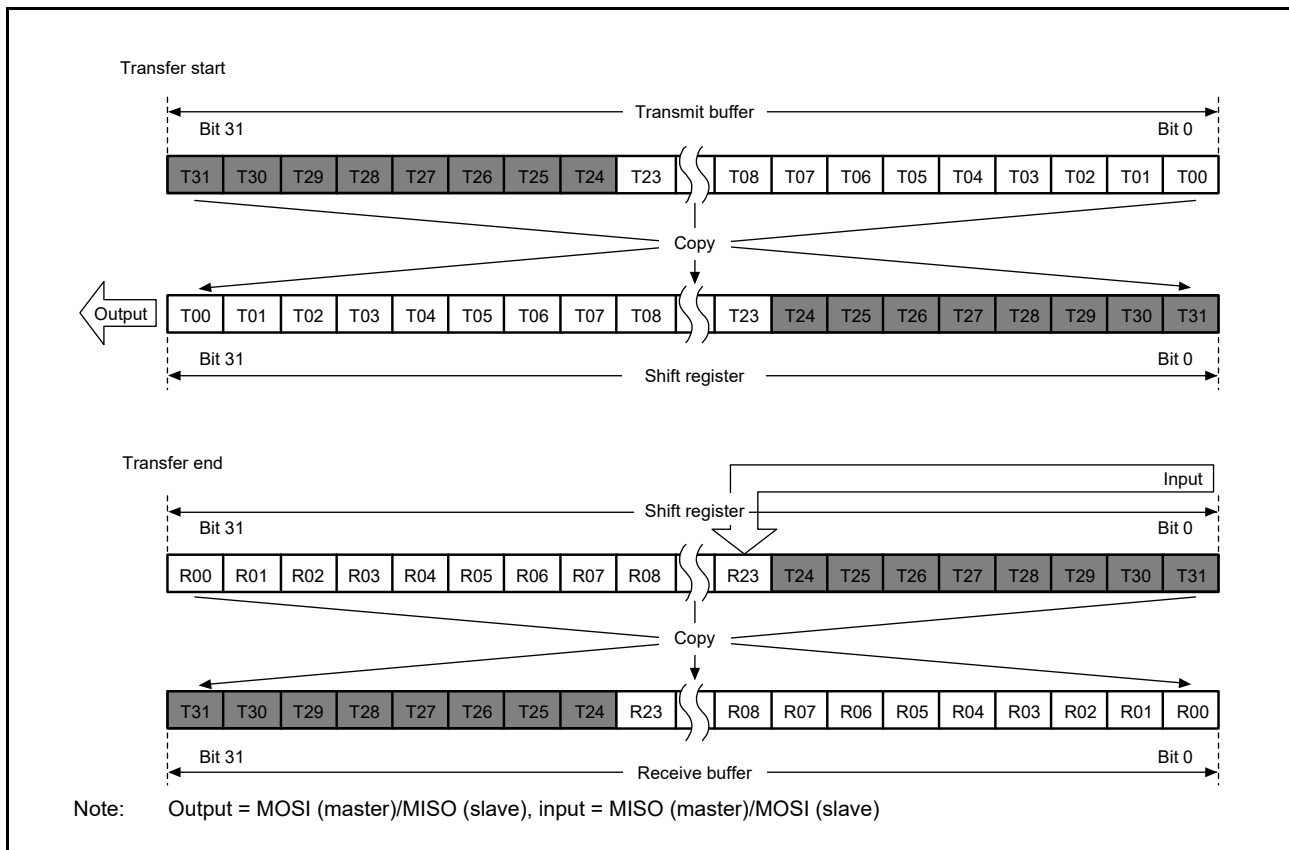 Transfer start
Transmit buffer
Bit 31 Bit 0
T31 T30 T29 T28 T27 T26 T25 T24 T23 T08 T07 T06 T05 T04 T03 T02 T01 T00
Copy
Output T00 T01 T02 T03 T04 T05 T06 T07 T08 T23 T24 T25 T26 T27 T28 T29 T30 T31
Bit 31 Bit 0
Shift register
Transfer end
Input
Shift register
Bit 31 Bit 0
R00 R01 R02 R03 R04 R05 R06 R07 R08 R23 T24 T25 T26 T27 T28 T29 T30 T31
Copy
T31 T30 T29 T28 T27 T26 T25 T24 R23 R08 R07 R06 R05 R04 R03 R02 R01 R00
Bit 31 Bit 0
Receive buffer
Note: Output = MOSI (master)/MISO (slave), input = MISO (master)/MOSI (slave)